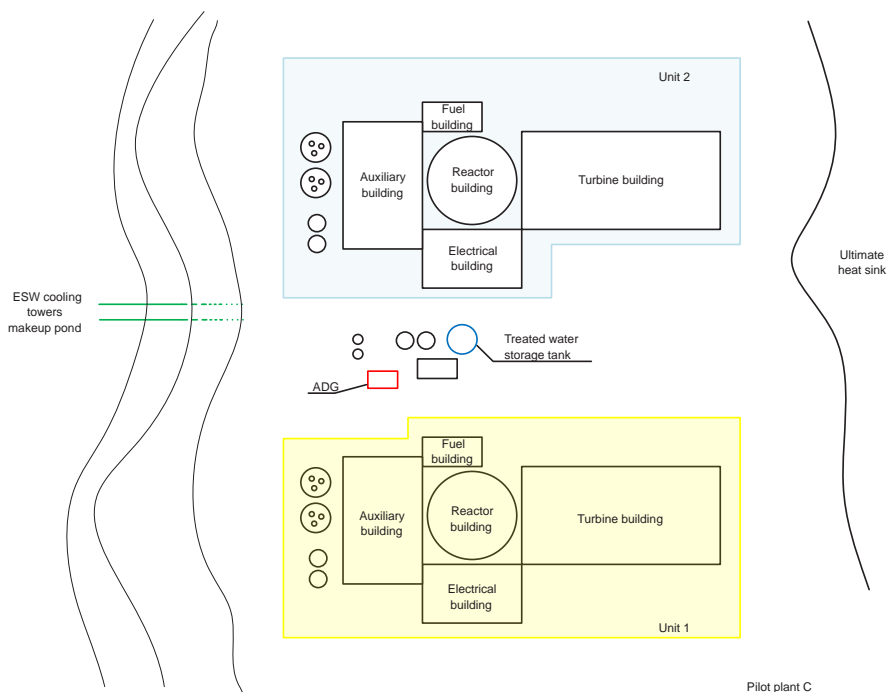 Unit 2
Fuel
building
Auxiliary
building
Reactor
building
Turbine building
Electrical
building
Ultimate
heat sink
ESW cooling
towers
makeup pond
Treated water
storage tank
ADG
Fuel
building
Auxiliary
building
Reactor
building
Turbine building
Electrical
building
Unit 1
Pilot plant C